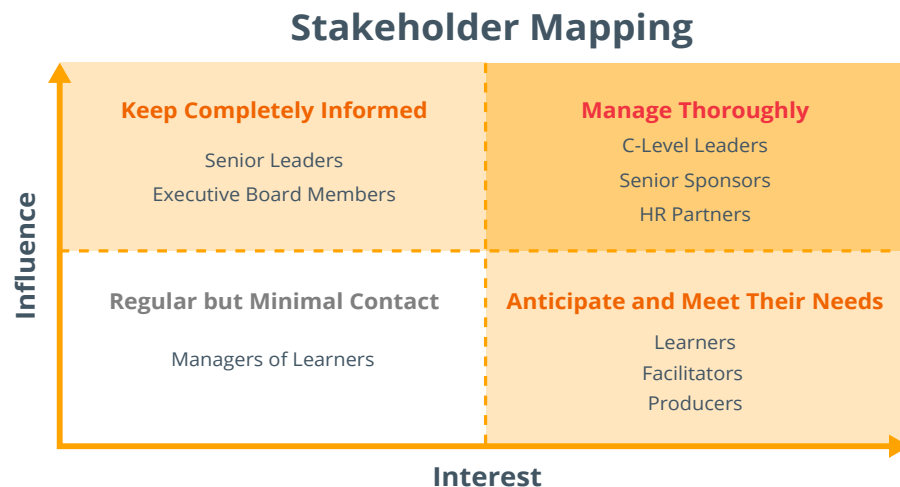 Stakeholder Mapping
Influence
Keep Completely Informed
Senior Leaders
Executive Board Members
Manage Thoroughly
C-Level Leaders
Senior Sponsors
HR Partners
Regular but Minimal Contact
Managers of Learners
Anticipate and Meet Their Needs
Learners
Facilitators
Producers
Interest